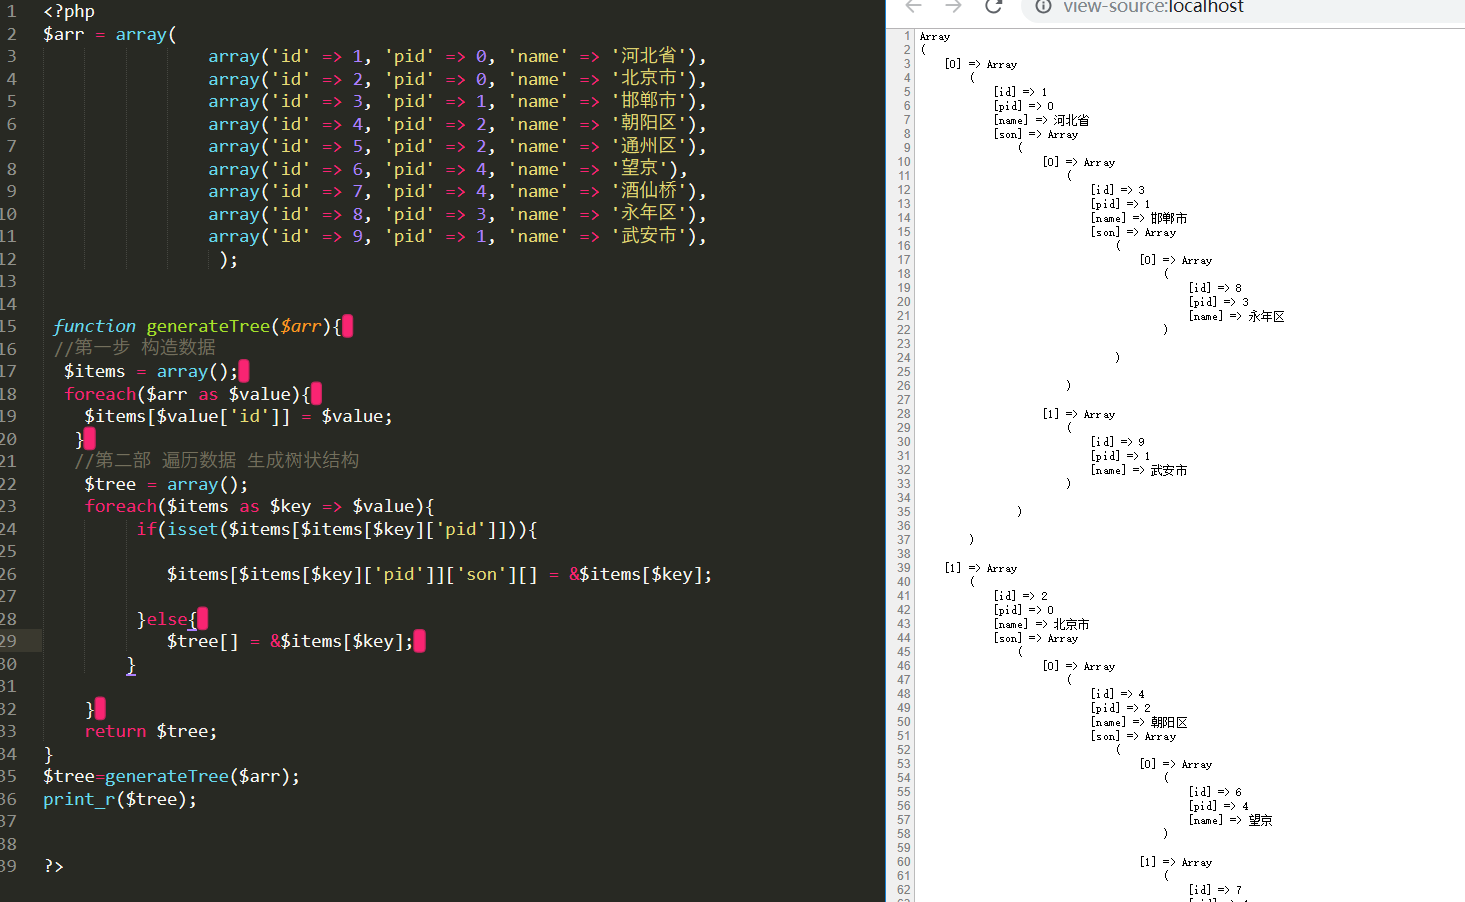 1 <?php
2 $arr = array(
3 array('id' => 1, 'pid' => 0, 'name' => '河北省'),
4 array('id' => 2, 'pid' => 0, 'name' => '北京市'),
5 array('id' => 3, 'pid' => 1, 'name' => '邯郸市'),
6 array('id' => 4, 'pid' => 2, 'name' => '朝阳区'),
7 array('id' => 5, 'pid' => 2, 'name' => '通州区'),
8 array('id' => 6, 'pid' => 4, 'name' => '望京'),
9 array('id' => 7, 'pid' => 4, 'name' => '酒仙桥'),
10 array('id' => 8, 'pid' => 3, 'name' => '永年区'),
11 array('id' => 9, 'pid' => 1, 'name' => '武安市'),
12 );
13
14
15 function generateTree($arr){
16 //第一步 构造数据
17 $items = array();
18 foreach($arr as $value){
19 $items[$value['id']] = $value;
20 }
21 //第二部 遍历数据 生成树状结构
22 $tree = array();
23 foreach($items as $key => $value){
24 if(isset($items[$items[$key]['pid']])){
25
26 $items[$items[$key]['pid']]['son'][] = &$items[$key];
27
28 }else{
29 $tree[] = &$items[$key];
30 }
31
32 }
33 return $tree;
34 }
35 $tree=generateTree($arr);
36 print_r($tree);
37
38
39 ?>
view-source:localhost
1 Array
2 (
3 [0] => Array
4 (
5 [id] => 1
6 [pid] => 0
7 [name] => 河北省
8 [son] => Array
9 (
10 [0] => Array
11 (
12 [id] => 3
13 [pid] => 1
14 [name] => 邯郸市
15 [son] => Array
16 (
17 [0] => Array
18 (
19 [id] => 8
20 [pid] => 3
21 [name] => 永年区
22 )
23
24 )
25
26 )
27
28 [1] => Array
29 (
30 [id] => 9
31 [pid] => 1
32 [name] => 武安市
33 )
34
35 )
36
37 )
38
39 [1] => Array
40 (
41 [id] => 2
42 [pid] => 0
43 [name] => 北京市
44 [son] => Array
45 (
46 [0] => Array
47 (
48 [id] => 4
49 [pid] => 2
50 [name] => 朝阳区
51 [son] => Array
52 (
53 [0] => Array
54 (
55 [id] => 6
56 [pid] => 4
57 [name] => 望京
58 )
59
60 [1] => Array
61 (
62 [id] => 7